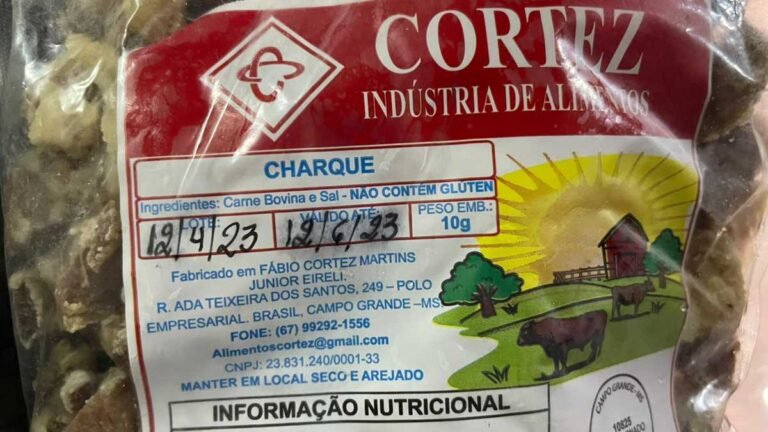 CORTEZ
INDÚSTRIA DE ALIMENTOS
CHARQUE
Ingredientes: Carne Bovina e Sal - NÃO CONTÉM GLUTEN
LOTE: VALIDO ATÉ: PESO EMB.:
12/4/23 12/6/23 10g
Fabricado em FÁBIO CORTEZ MARTINS
JUNIOR EIRELI.
R. ADA TEIXEIRA DOS SANTOS, 249 – POLO
EMPRESARIAL. BRASIL, CAMPO GRANDE –MS
FONE: (67) 99292-1556
Alimentoscortez@gmail.com
CNPJ: 23.831.240/0001-33
MANTER EM LOCAL SECO E AREJADO
INFORMAÇÃO NUTRICIONAL
CAMPO GRANDE–MS
10825